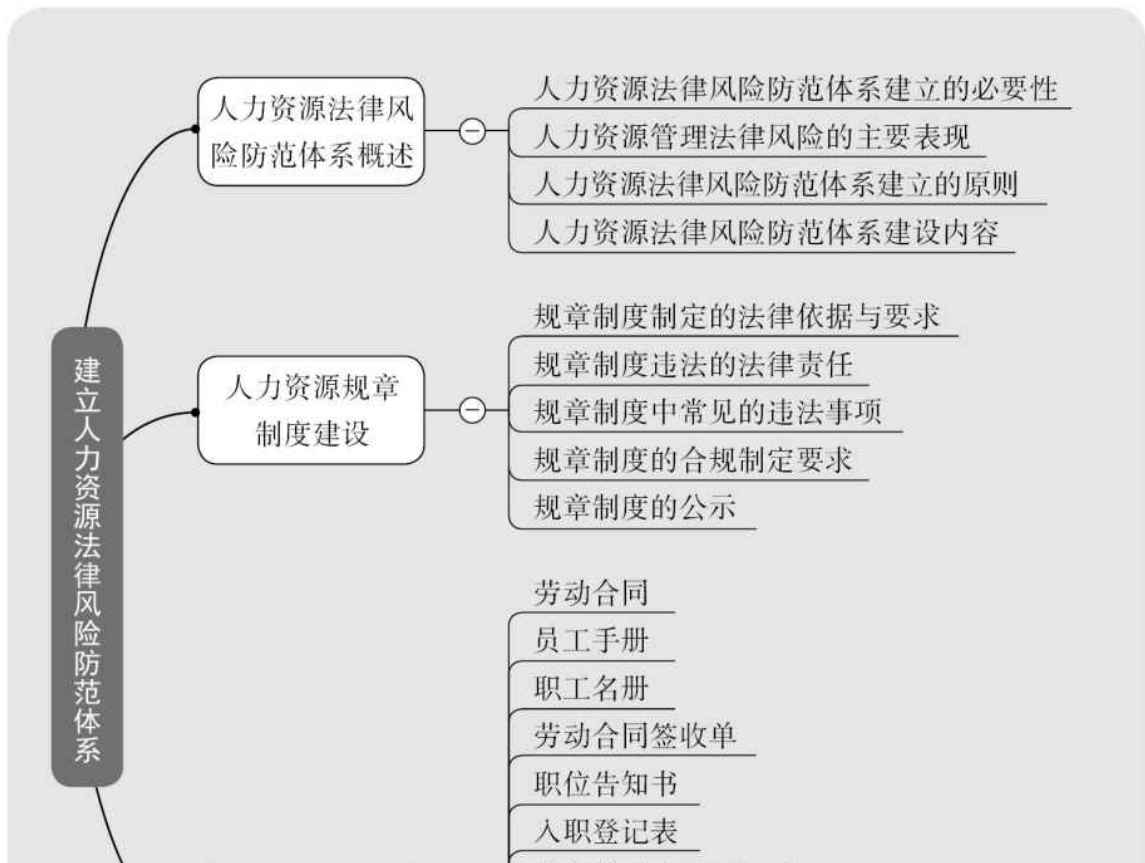 人力资源法律风
险防范体系概述
人力资源法律风险防范体系建立的必要性
人力资源管理法律风险的主要表现
人力资源法律风险防范体系建立的原则
人力资源法律风险防范体系建设内容
建立人力资源法律风险防范体系
人力资源规章
制度建设
规章制度制定的法律依据与要求
规章制度违法的法律责任
规章制度中常见的违法事项
规章制度的合规制定要求
规章制度的公示
劳动合同
员工手册
职工名册
劳动合同签收单
职位告知书
入职登记表